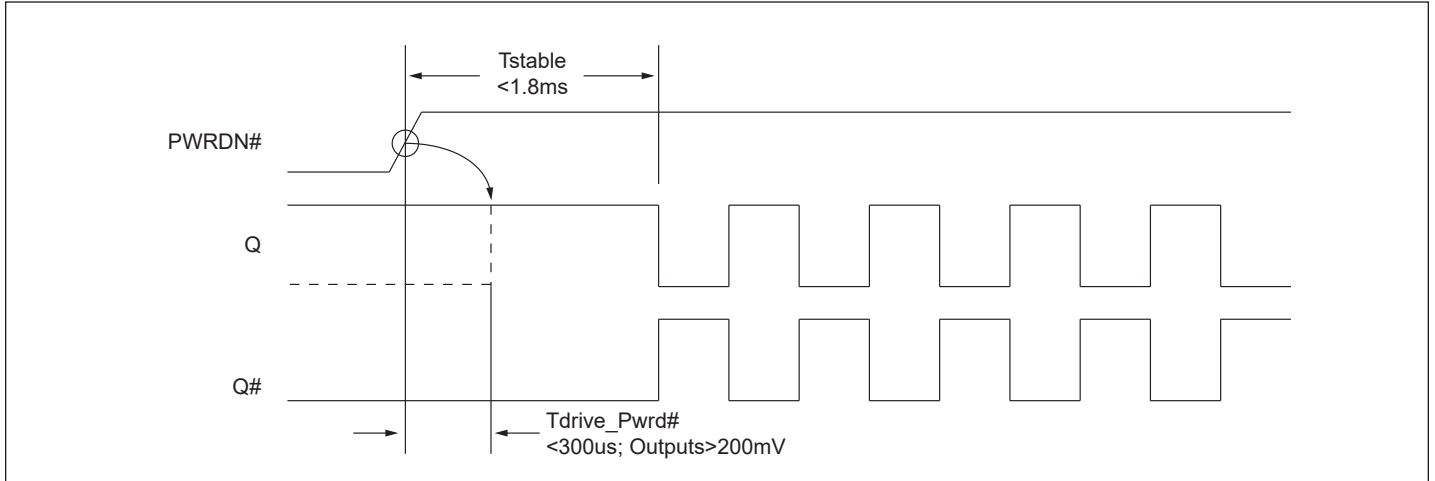 Tstable
<1.8ms
PWRDN#
Q
Q#
Tdrive_Pwrd#
<300us; Outputs>200mV